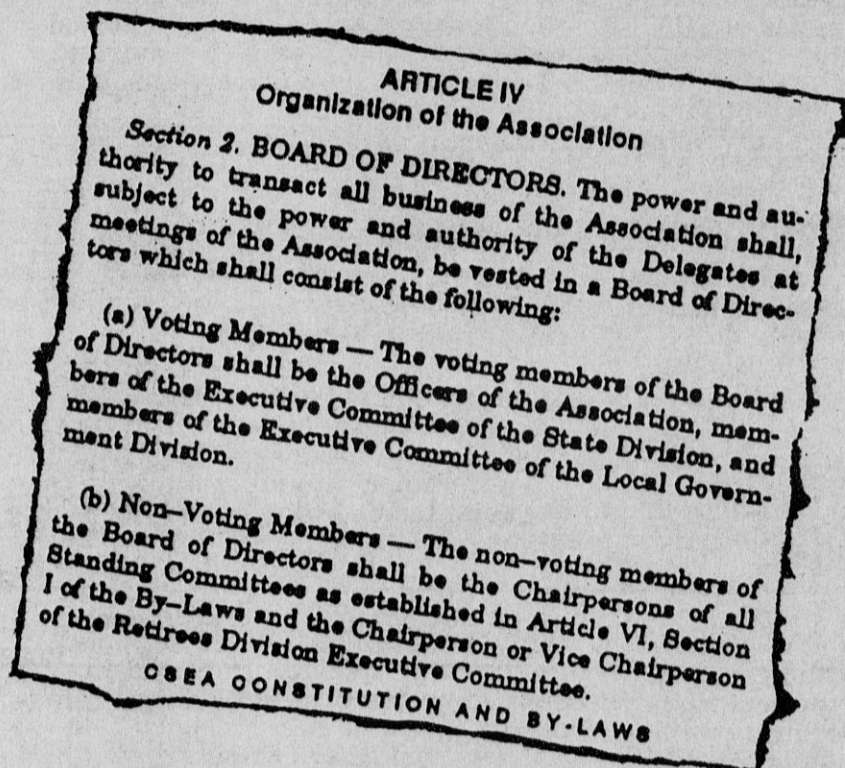 ARTICLE IV
Organization of the Association
Section 2. BOARD OF DIRECTORS. The power and au-
thority to transact all business of the Association shall,
subject to the power and authority of the Delegates at
meetings of the Association, be vested in a Board of Direc-
tors which shall consist of the following:
(a) Voting Members — The voting members of the Board
of Directors shall be the Officers of the Association, mem-
bers of the Executive Committee of the State Division, and
members of the Executive Committee of the Local Govern-
ment Division.
(b) Non–Voting Members — The non–voting members of
the Board of Directors shall be the Chairpersons of all
Standing Committees as established in Article VI, Section
I of the By–Laws and the Chairperson or Vice Chairperson
of the Retirees Division Executive Committee.
CSEA CONSTITUTION AND BY-LAWS